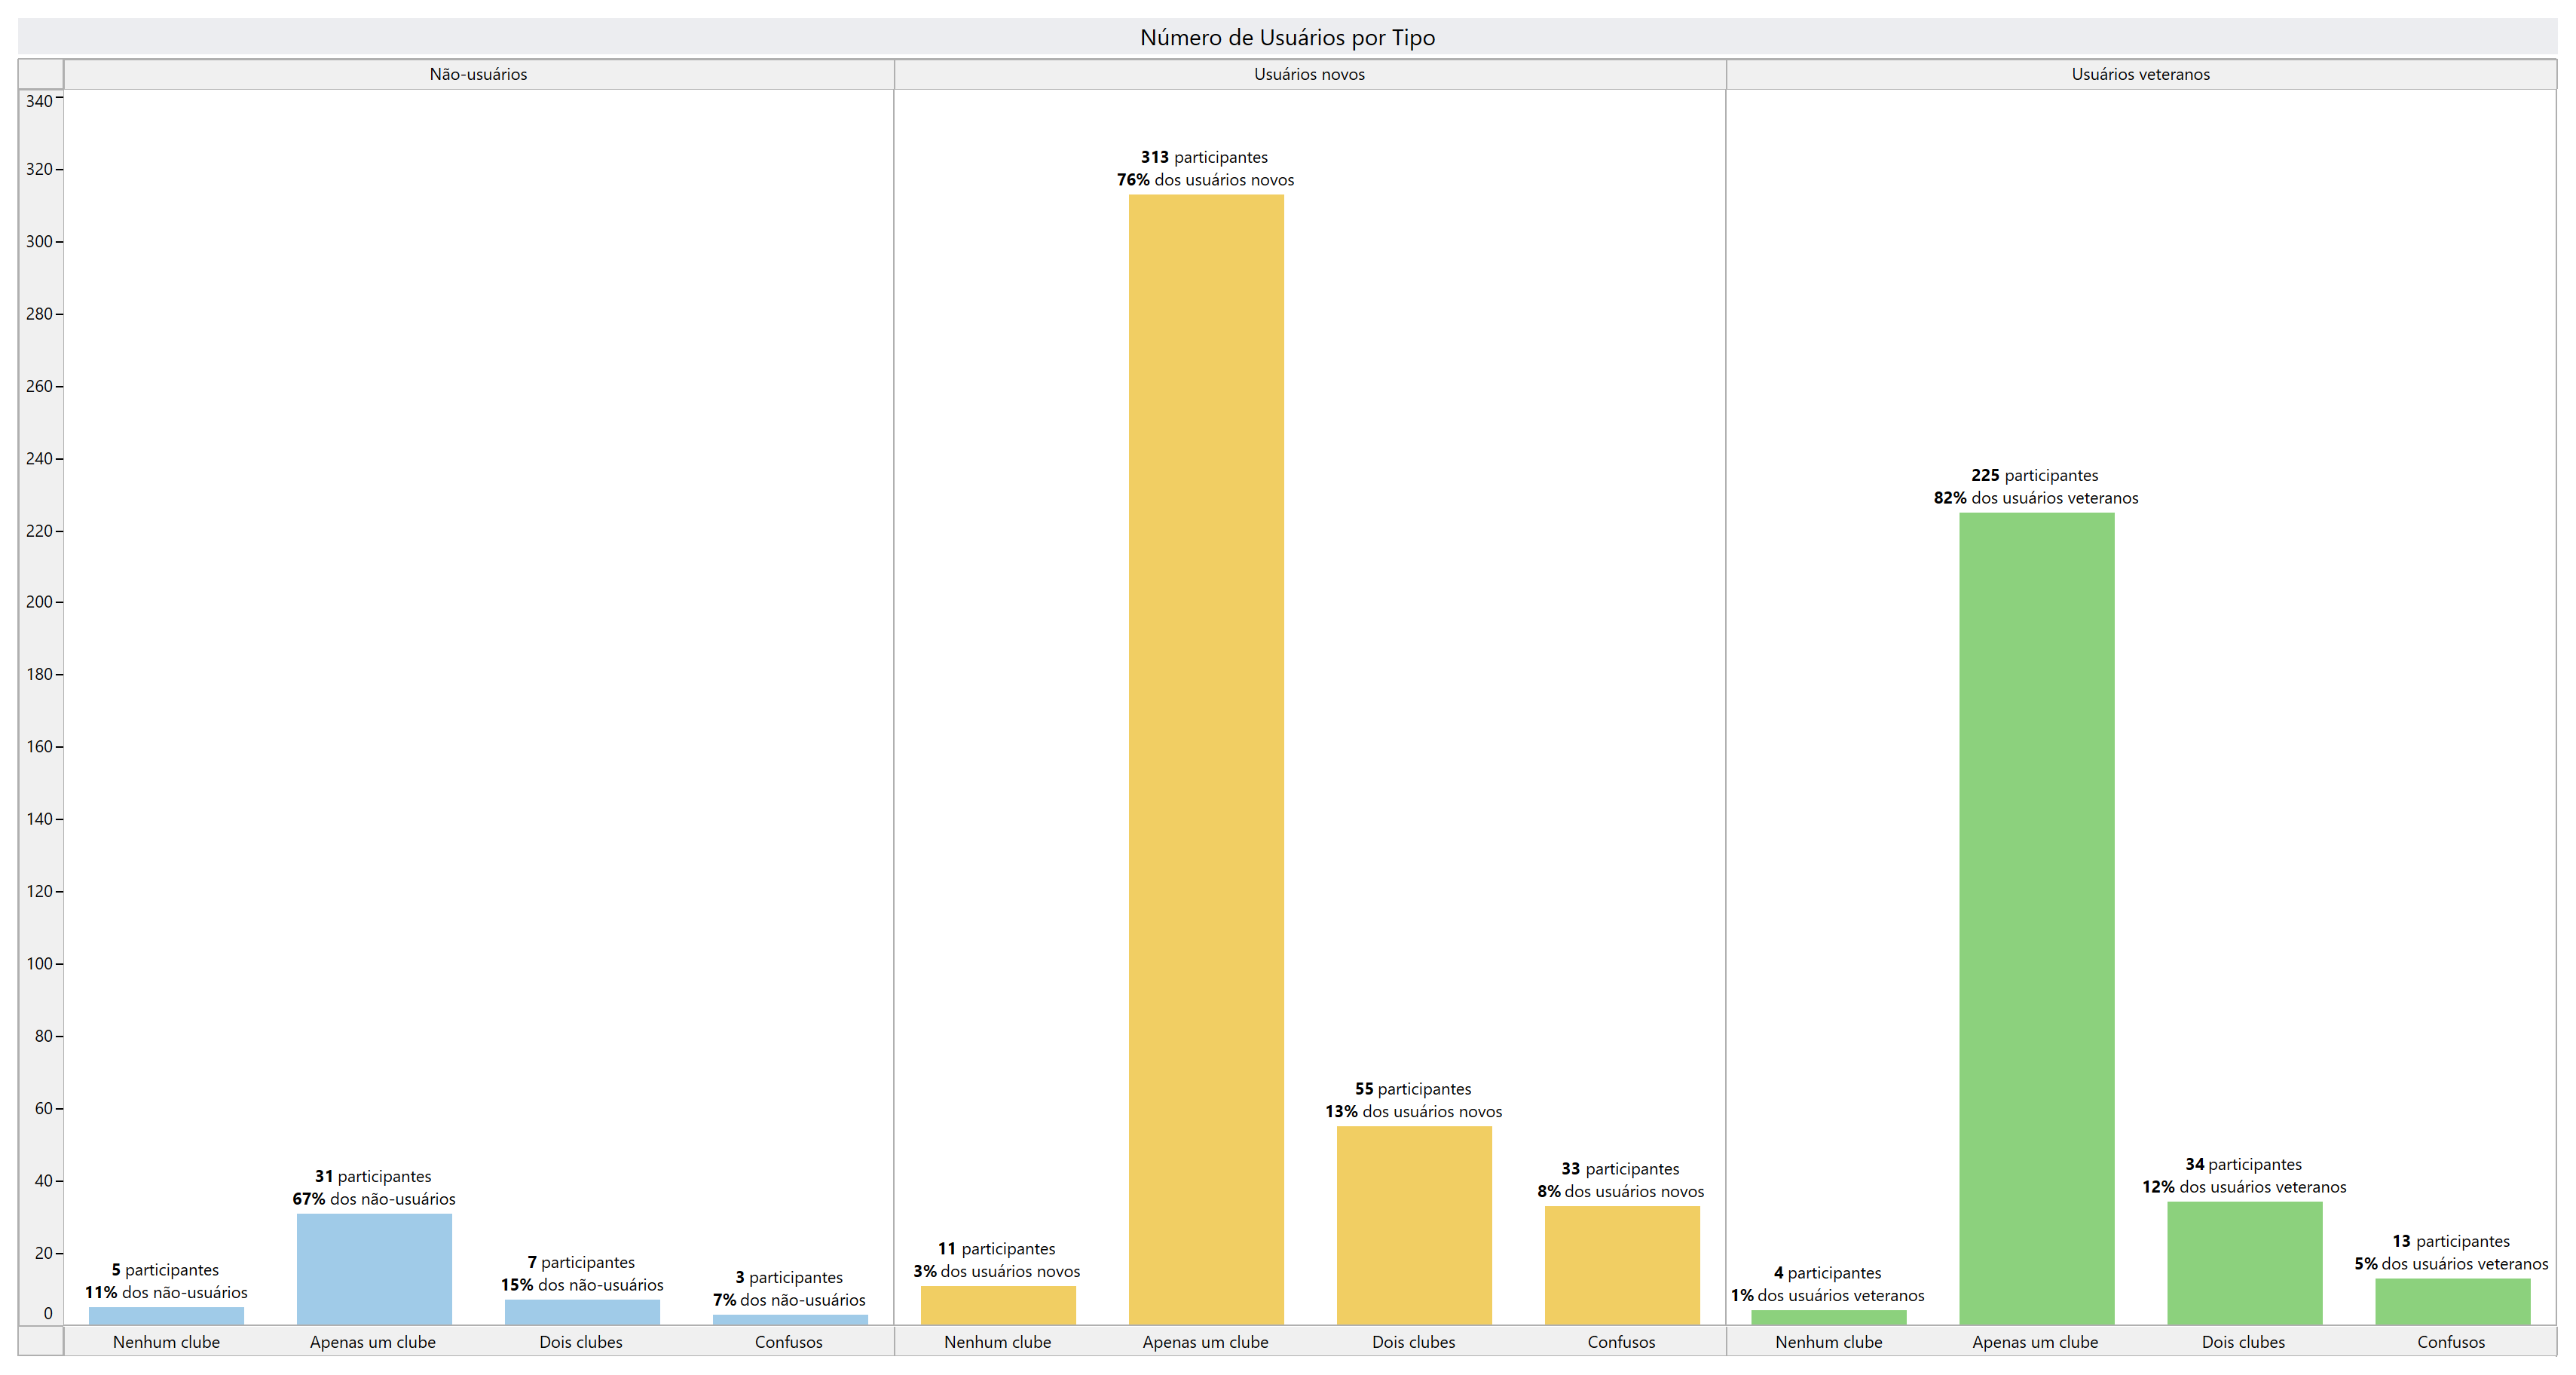 Número de Usuários por Tipo
Não-usuários
Usuários novos
Usuários veteranos
340
320
300
280
260
240
220
200
180
160
140
120
100
80
60
40
20
0
5 participantes
11% dos não-usuários
31 participantes
67% dos não-usuários
7 participantes
15% dos não-usuários
3 participantes
7% dos não-usuários
11 participantes
3% dos usuários novos
313 participantes
76% dos usuários novos
55 participantes
13% dos usuários novos
33 participantes
8% dos usuários novos
4 participantes
1% dos usuários veteranos
225 participantes
82% dos usuários veteranos
34 participantes
12% dos usuários veteranos
13 participantes
5% dos usuários veteranos
Nenhum clube
Apenas um clube
Dois clubes
Confusos
Nenhum clube
Apenas um clube
Dois clubes
Confusos
Nenhum clube
Apenas um clube
Dois clubes
Confusos